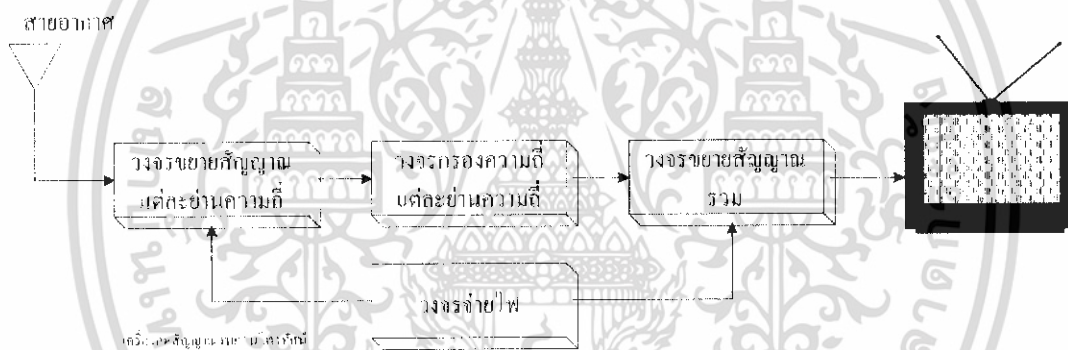 สายอากาศ
วงจรขยายสัญญาณ
แต่ละย่านความถี่
วงจรกรองความถี่
แต่ละย่านความถี่
วงจรขยายสัญญาณ
รวม
วงจรจ่ายไฟ